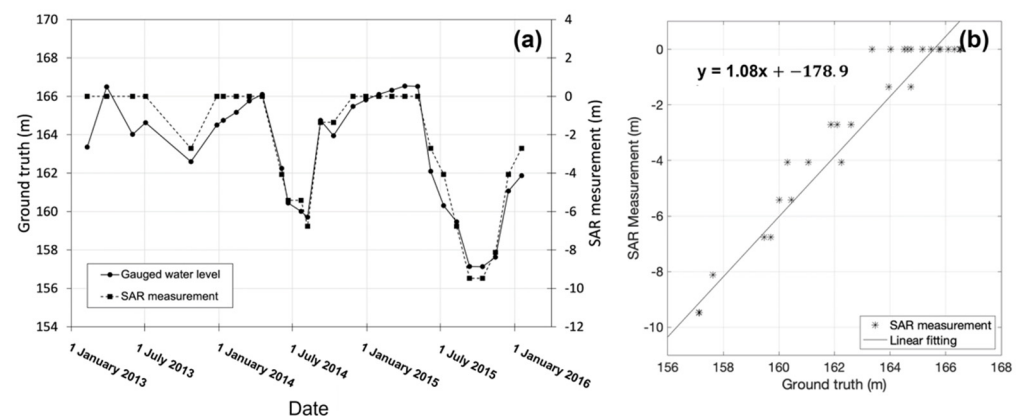 170
168
166
164
162
160
158
156
154
Ground truth (m)
4
2
0
-2
-4
-6
-8
-10
-12
SAR mesurement (m)
(a)
Gauged water level
SAR measurement
1 January 2013
1 July 2013
1 January 2014
1 July 2014
1 January 2015
1 July 2015
1 January 2016
Date
(b)
y = 1.08x + −178.9
0
-2
-4
-6
-8
-10
SAR Measurement (m)
SAR measurement
Linear fitting
156 158 160 162 164 166 168
Ground truth (m)